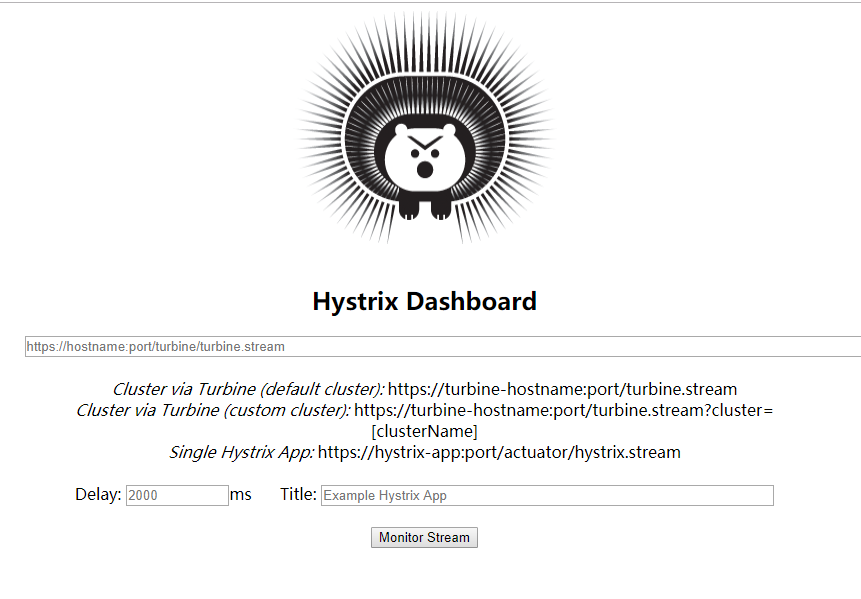 Hystrix Dashboard
https://hostname:port/turbine/turbine.stream
Cluster via Turbine (default cluster): https://turbine-hostname:port/turbine.stream
Cluster via Turbine (custom cluster): https://turbine-hostname:port/turbine.stream?cluster=
[clusterName]
Single Hystrix App: https://hystrix-app:port/actuator/hystrix.stream
Delay: 2000 ms Title: Example Hystrix App
Monitor Stream